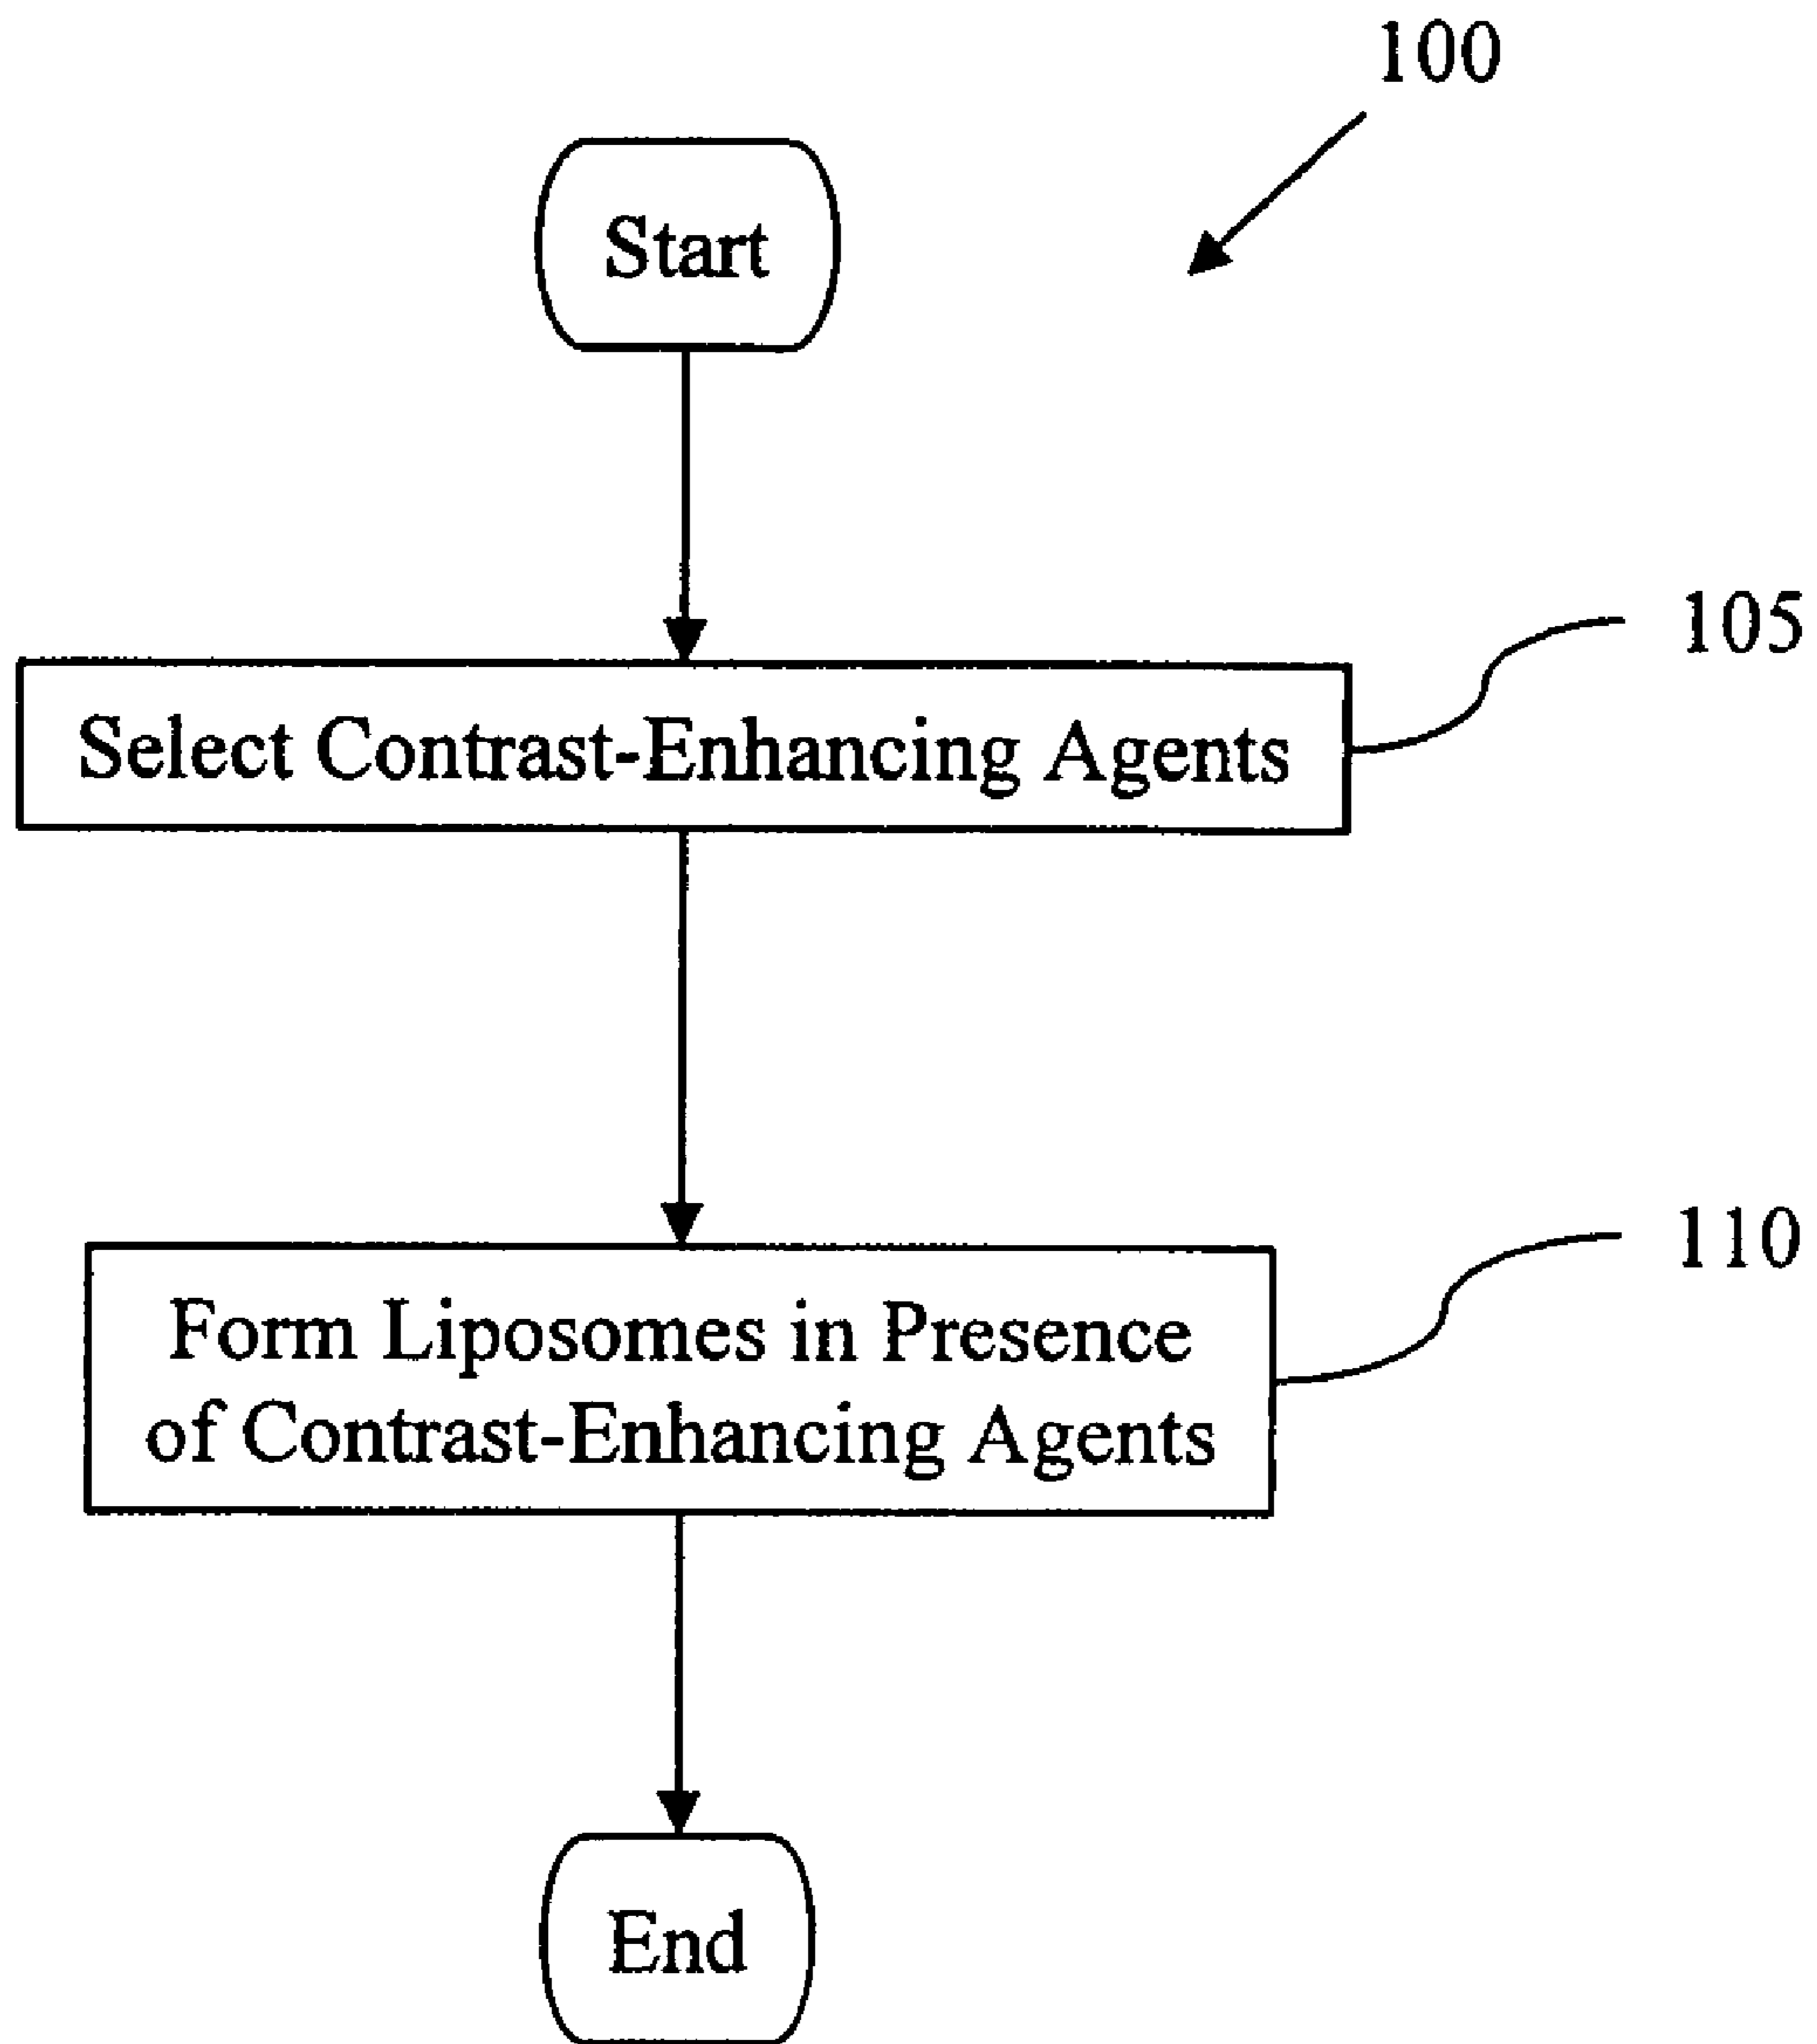 100
Start
105
Select Contrast-Enhancing Agents
110
Form Liposomes in Presence
of Contrast-Enhancing Agents
End